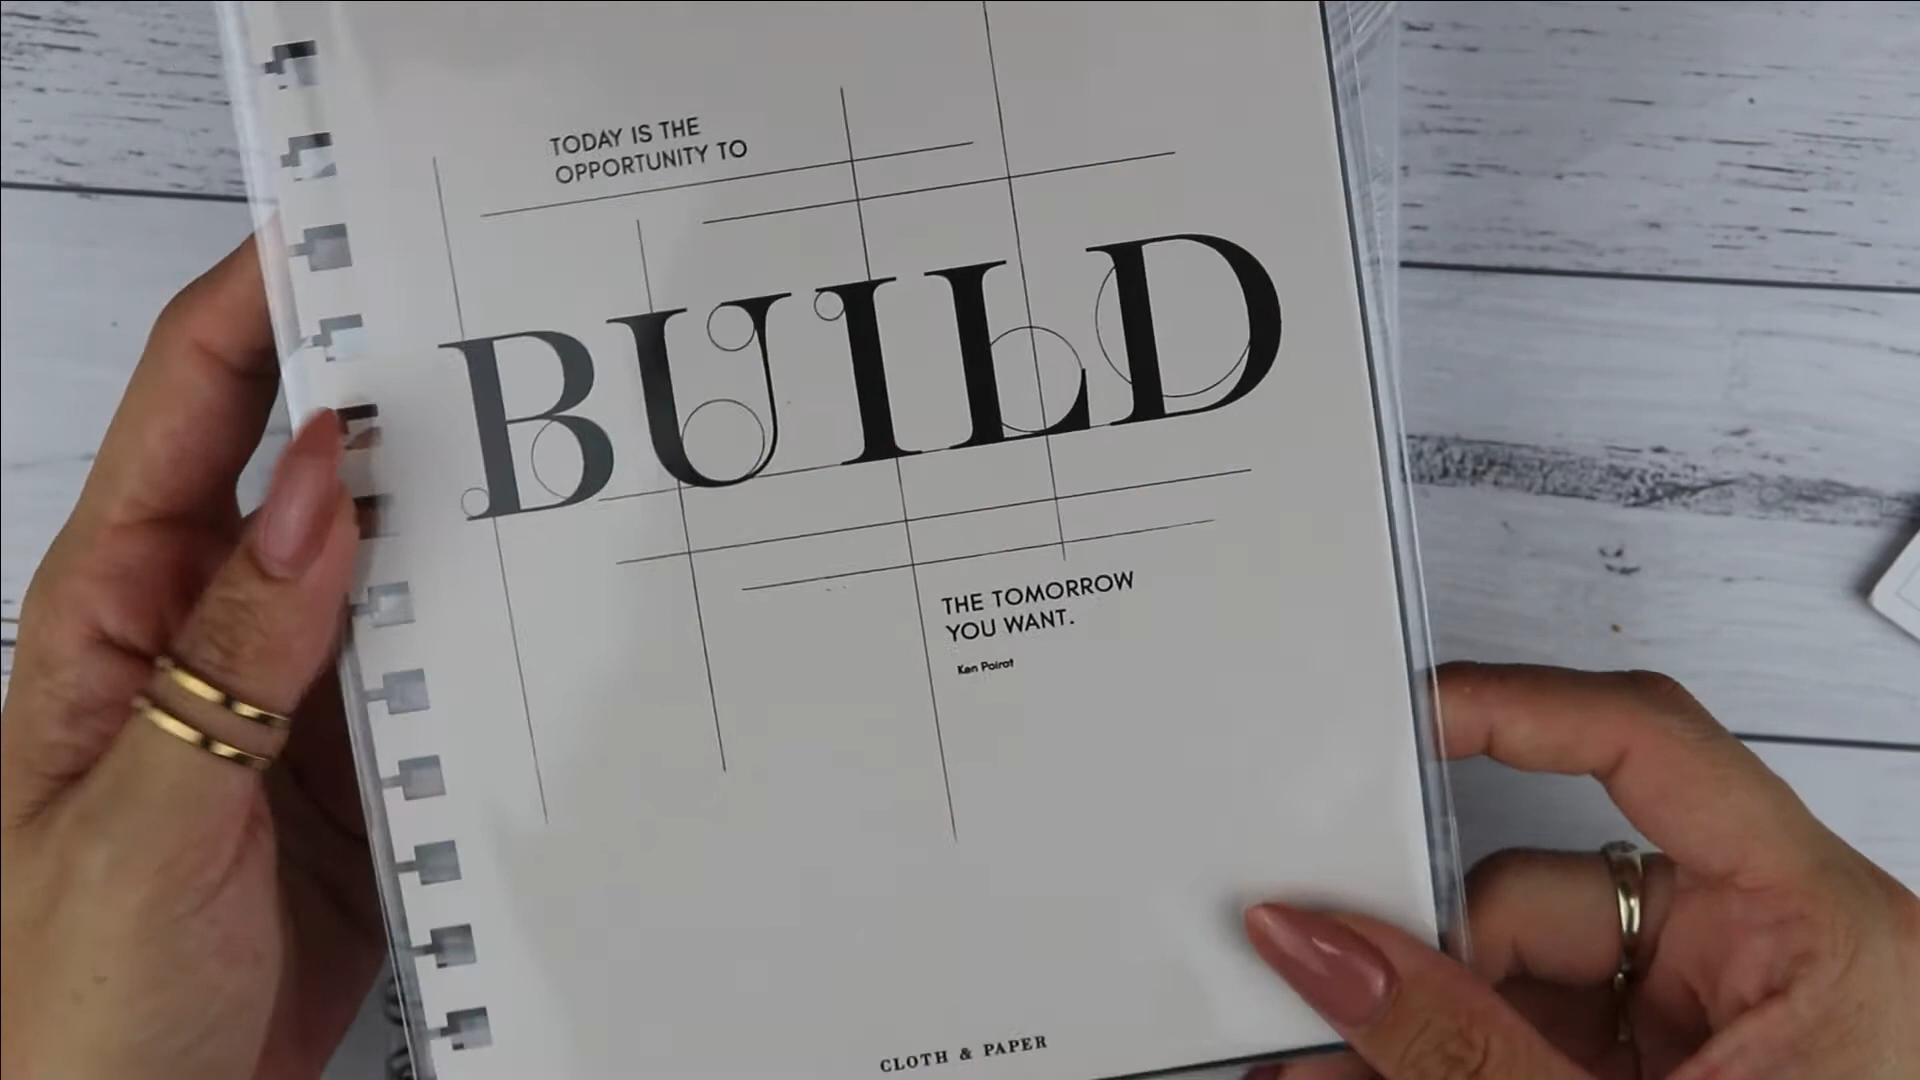 TODAY IS THE
OPPORTUNITY TO
BUILD
THE TOMORROW
YOU WANT.
Ken Poirot
CLOTH & PAPER